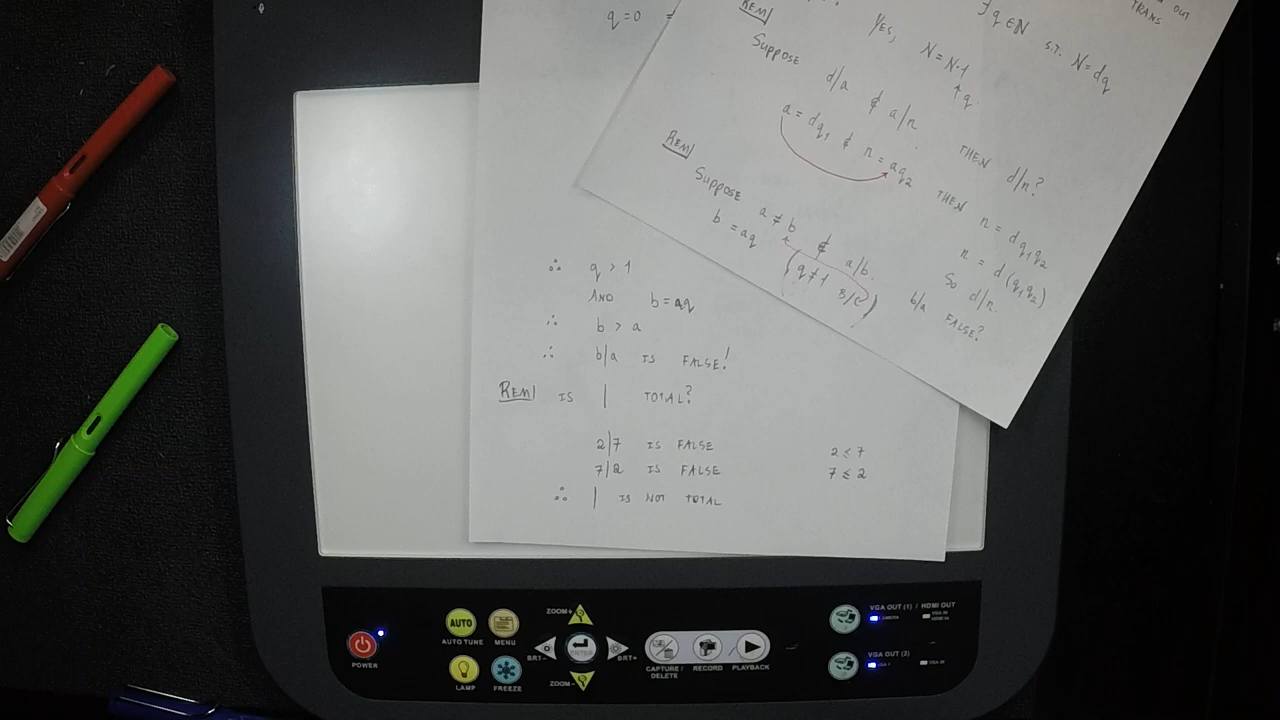 OUT
TRANS
∃ q ∈ N S.T. N = dq
REM
YES, N = N·1
↑ q.
SUPPOSE d|a & a|n. THEN d|n?
a = dq₁ & n = aq₂ THEN n = dq₁q₂
n = d(q₁q₂)
SO d|n.
REM
SUPPOSE a ≠ b & a|b. b|a FALSE?
b = aq (q ≠ 1 B/C)
q = 0 =
∴ q > 1
AND b = aq
∴ b > a
∴ b|a IS FALSE!
REM IS | TOTAL?
2|7 IS FALSE 2 ≤ 7
7|2 IS FALSE 7 ≤ 2
∴ | IS NOT TOTAL
POWER
AUTO
AUTO TUNE
MENU
LAMP
FREEZE
ZOOM+
BRT-
ENTER
BRT+
ZOOM-
CAPTURE / DELETE
RECORD
PLAYBACK
VGA OUT (1) / HDMI OUT
VGA OUT (2)